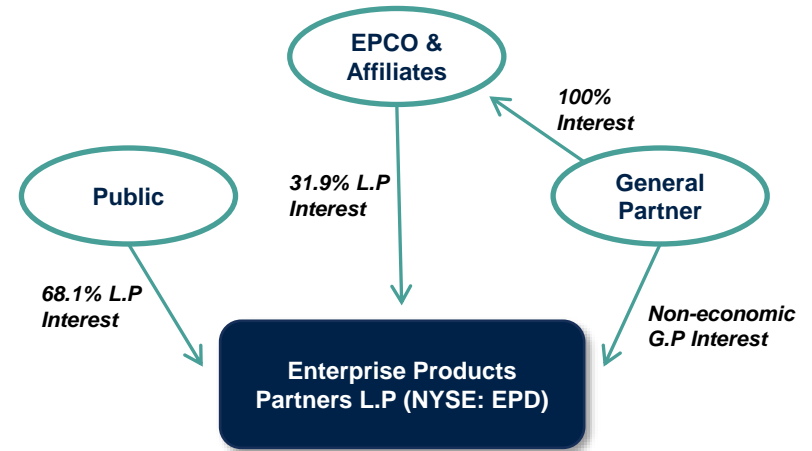 EPCO &
Affiliates
100%
Interest
31.9% L.P
Interest
Public
General
Partner
68.1% L.P
Interest
Non-economic
G.P Interest
Enterprise Products
Partners L.P (NYSE: EPD)